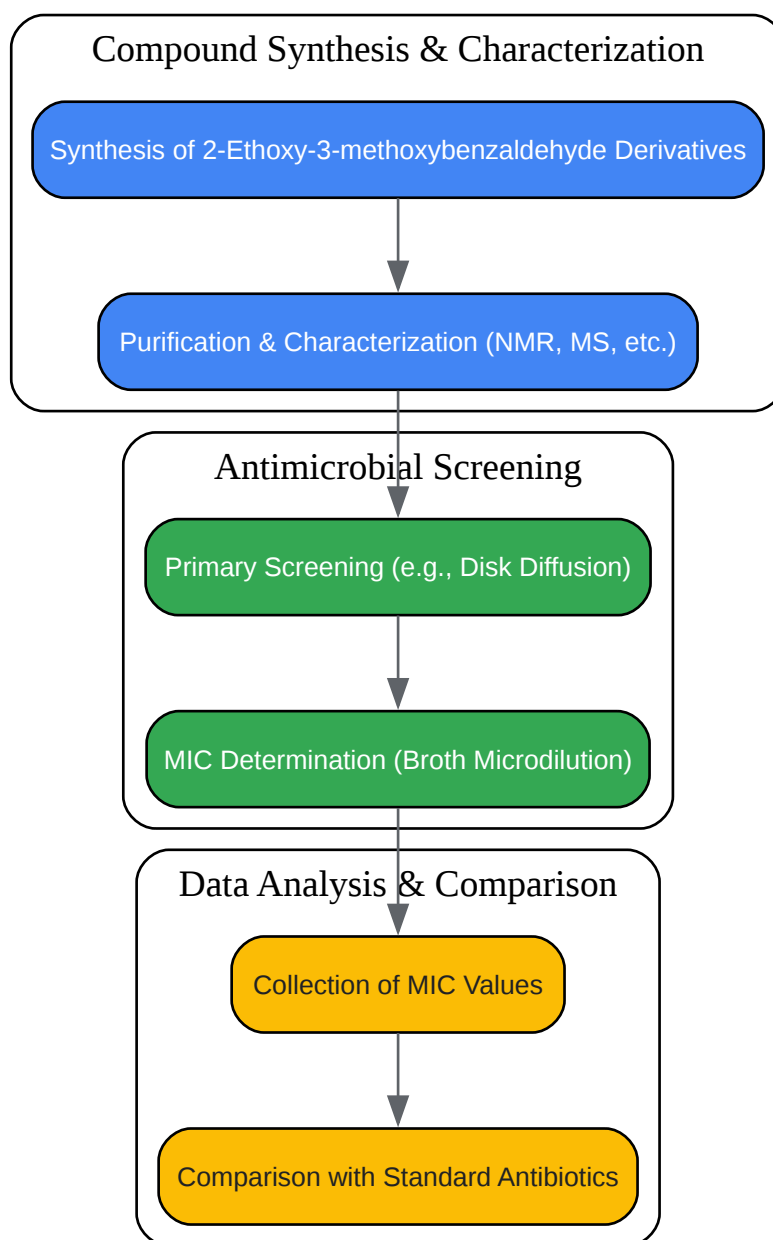 Compound Synthesis & Characterization
Synthesis of 2-Ethoxy-3-methoxybenzaldehyde Derivatives
Purification & Characterization (NMR, MS, etc.)
Antimicrobial Screening
Primary Screening (e.g., Disk Diffusion)
MIC Determination (Broth Microdilution)
Data Analysis & Comparison
Collection of MIC Values
Comparison with Standard Antibiotics